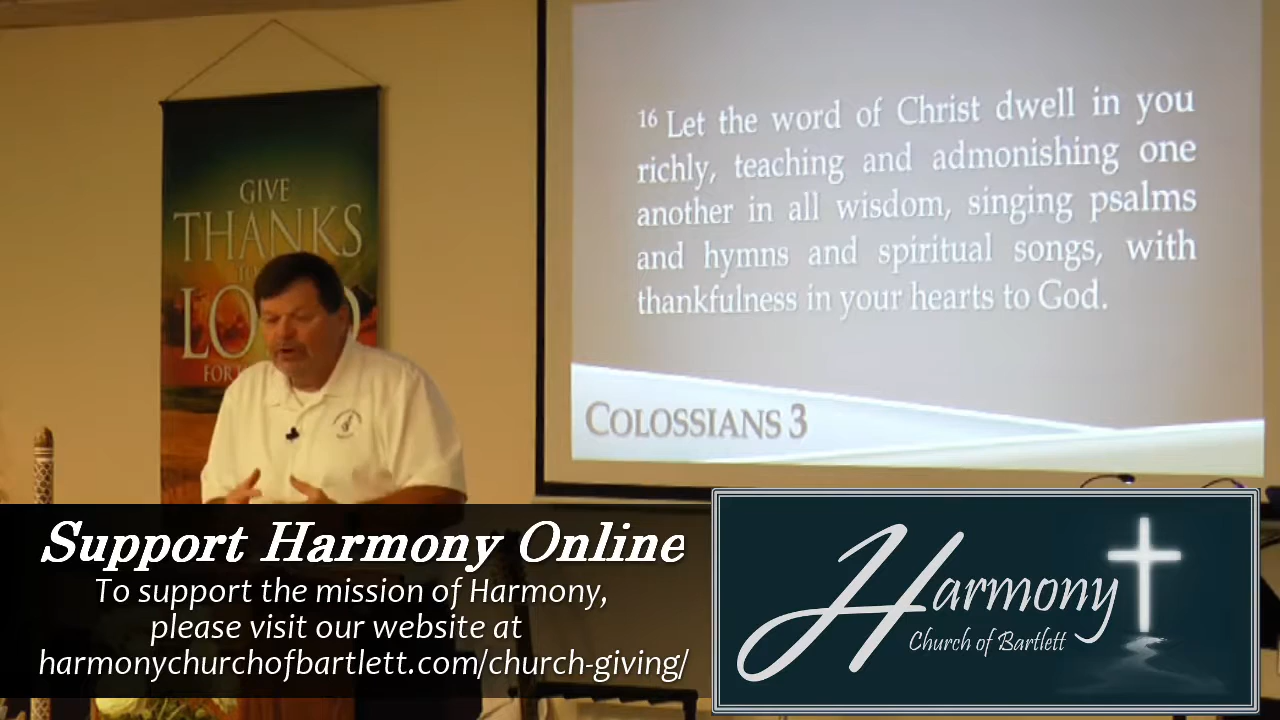 GIVE
THANKS
LO
D
FOR
16 Let the word of Christ dwell in you
richly, teaching and admonishing one
another in all wisdom, singing psalms
and hymns and spiritual songs, with
thankfulness in your hearts to God.
COLOSSIANS 3
Support Harmony Online
To support the mission of Harmony,
please visit our website at
harmonychurchofbartlett.com/church-giving/
Harmony
Church of Bartlett